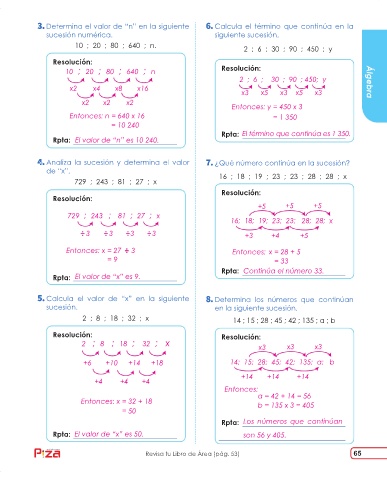 3. Determina el valor de "n" en la siguiente
sucesión numérica.
10 ; 20 ; 80 ; 640 ; n.
Resolución:
10 ; 20 ; 80 ; 640 ; n
x2 x4 x8 x16
x2 x2 x2
Entonces: n = 640 x 16
= 10 240
Rpta: El valor de "n" es 10 240.
4. Analiza la sucesión y determina el valor
de "x".
729 ; 243 ; 81 ; 27 ; x
Resolución:
729 ; 243 ; 81 ; 27 ; x
÷3 ÷3 ÷3 ÷3
Entonces: x = 27 ÷ 3
= 9
Rpta: El valor de "x" es 9.
5. Calcula el valor de "x" en la siguiente
sucesión.
2 ; 8 ; 18 ; 32 ; x
Resolución:
2 ; 8 ; 18 ; 32 ; X
+6 +10 +14 +18
+4 +4 +4
Entonces: x = 32 + 18
= 50
Rpta: El valor de "x" es 50.
6. Calcula el término que continúa en la
siguiente sucesión.
2 ; 6 ; 30 ; 90 ; 450 ; y
Resolución:
2 ; 6 ; 30 ; 90 ; 450; y
x3 x5 x3 x5 x3
Entonces: y = 450 x 3
= 1 350
Rpta: El término que continúa es 1 350.
7. ¿Qué número continúa en la sucesión?
16 ; 18 ; 19 ; 23 ; 23 ; 28 ; 28 ; x
Resolución:
+5 +5 +5
16; 18; 19; 23; 23; 28; 28; x
+3 +4 +5
Entonces: x = 28 + 5
= 33
Rpta: Continúa el número 33.
8. Determina los números que continúan
en la siguiente sucesión.
14 ; 15 ; 28 ; 45 ; 42 ; 135 ; a ; b
Resolución:
x3 x3 x3
14; 15; 28; 45; 42; 135; a; b
+14 +14 +14
Entonces:
a = 42 + 14 = 56
b = 135 x 3 = 405
Rpta: Los números que continúan
son 56 y 405.
Álgebra
Revisa tu Libro de Área (pág. 53)
65